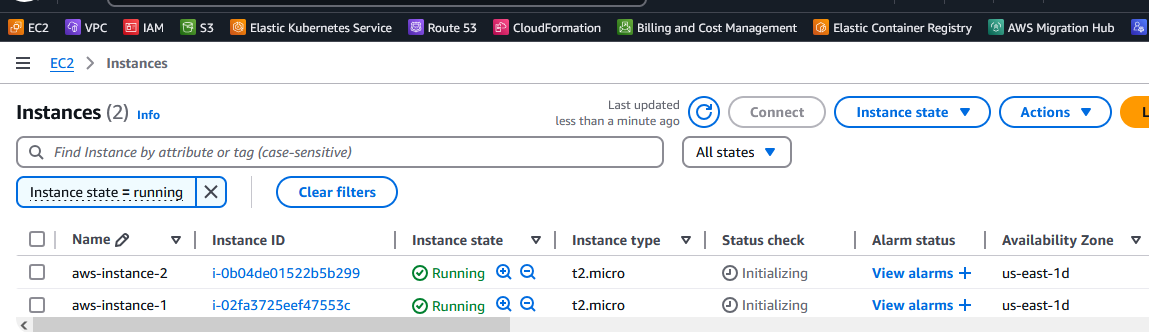 EC2 VPC IAM S3 Elastic Kubernetes Service Route 53 CloudFormation Billing and Cost Management Elastic Container Registry AWS Migration Hub
EC2 > Instances
Instances (2) Info
Last updated
less than a minute ago
Connect Instance state Actions
Find Instance by attribute or tag (case-sensitive) All states
Instance state = running Clear filters
Name Instance ID Instance state Instance type Status check Alarm status Availability Zone
aws-instance-2 i-0b04de01522b5b299 Running t2.micro Initializing View alarms + us-east-1d
aws-instance-1 i-02fa3725eef47553c Running t2.micro Initializing View alarms + us-east-1d